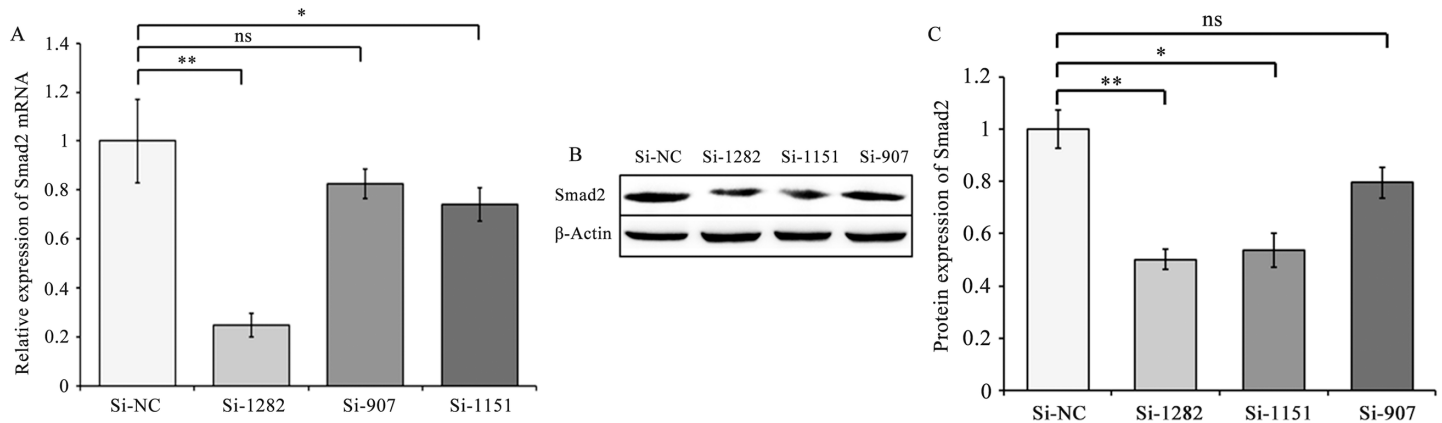 A
Relative expression of Smad2 mRNA
1.4
1.2
1
0.8
0.6
0.4
0.2
0
*
ns
**
Si-NC Si-1282 Si-907 Si-1151
B
Si-NC Si-1282 Si-1151 Si-907
Smad2
β-Actin
C
Protein expression of Smad2
1.2
1
0.8
0.6
0.4
0.2
0
ns
*
**
Si-NC Si-1282 Si-1151 Si-907